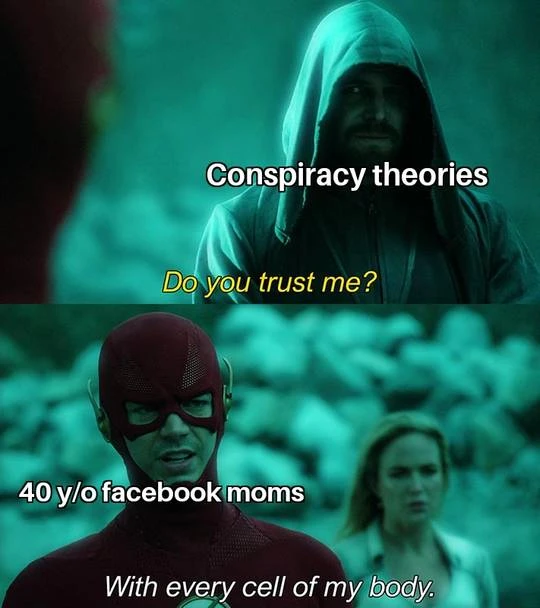 Conspiracy theories
Do you trust me?
40 y/o facebook moms
With every cell of my body.